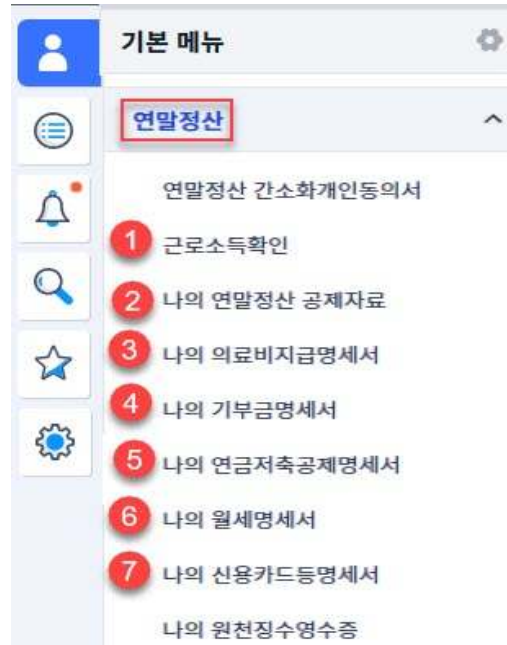 기본 메뉴
연말정산
연말정산 간소화개인동의서
1 근로소득확인
2 나의 연말정산 공제자료
3 나의 의료비지급명세서
4 나의 기부금명세서
5 나의 연금저축공제명세서
6 나의 월세명세서
7 나의 신용카드등명세서
나의 원천징수영수증